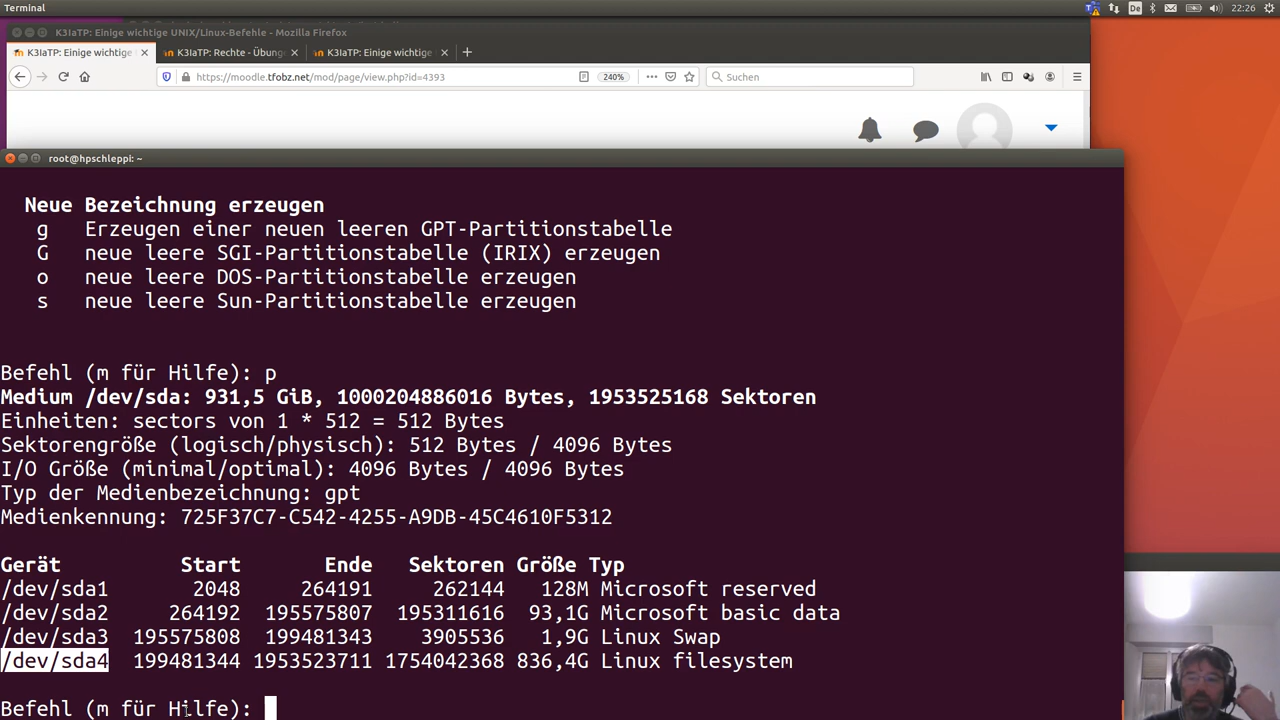 Terminal
De
22:26
K3IaTP: Einige wichtige UNIX/Linux-Befehle - Mozilla Firefox
K3IaTP: Einige wichtige
K3IaTP: Rechte - Übung
K3IaTP: Einige wichtige
https://moodle.tfobz.net/mod/page/view.php?id=4393
240%
Suchen
root@hpschleppi: ~
Neue Bezeichnung erzeugen
g Erzeugen einer neuen leeren GPT-Partitionstabelle
G neue leere SGI-Partitionstabelle (IRIX) erzeugen
o neue leere DOS-Partitionstabelle erzeugen
s neue leere Sun-Partitionstabelle erzeugen
Befehl (m für Hilfe): p
Medium /dev/sda: 931,5 GiB, 1000204886016 Bytes, 1953525168 Sektoren
Einheiten: sectors von 1 * 512 = 512 Bytes
Sektorengröße (logisch/physisch): 512 Bytes / 4096 Bytes
I/O Größe (minimal/optimal): 4096 Bytes / 4096 Bytes
Typ der Medienbezeichnung: gpt
Medienkennung: 725F37C7-C542-4255-A9DB-45C4610F5312
Gerät Start Ende Sektoren Größe Typ
/dev/sda1 2048 264191 262144 128M Microsoft reserved
/dev/sda2 264192 195575807 195311616 93,1G Microsoft basic data
/dev/sda3 195575808 199481343 3905536 1,9G Linux Swap
/dev/sda4 199481344 1953523711 1754042368 836,4G Linux filesystem
Befehl (m für Hilfe):